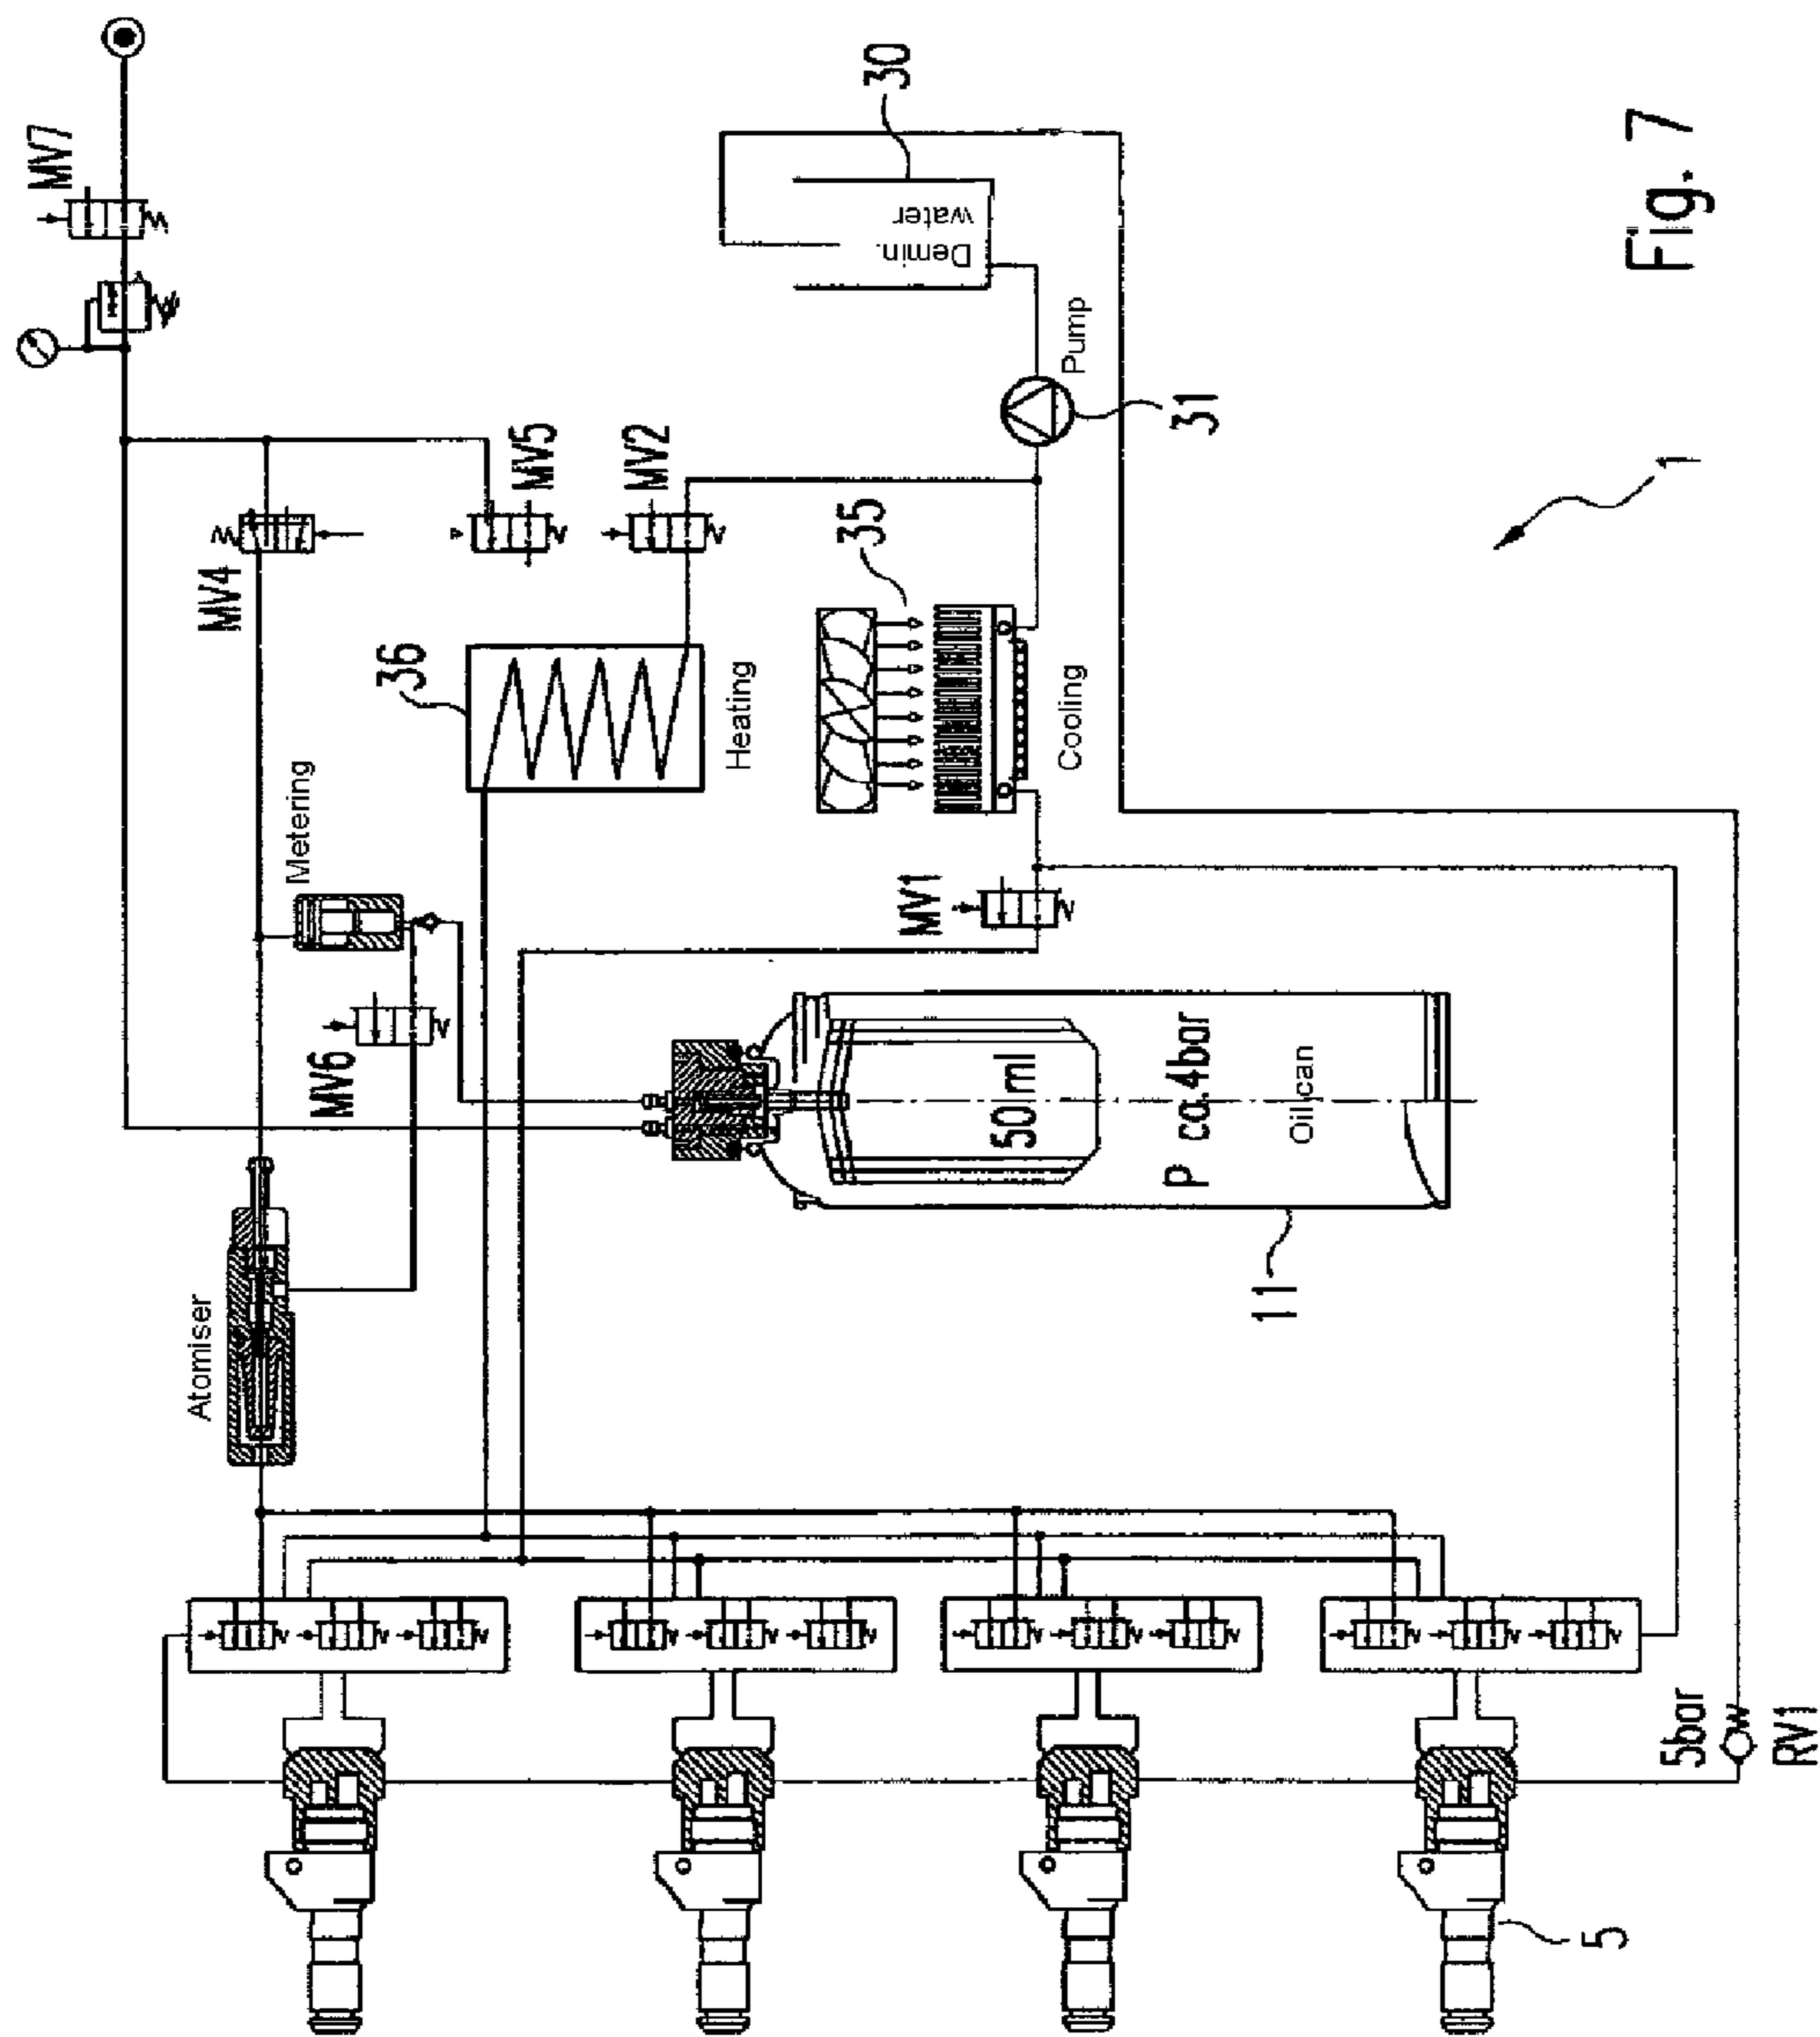 MV7
30
Demin.
water
Fig. 7
Pump
31
MV5
MV2
1
MV4
35
36
Heating
Cooling
Metering
MV1
MV6
50 ml
P ca.4bar
Oil can
11
Atomiser
5bar
RV1
5